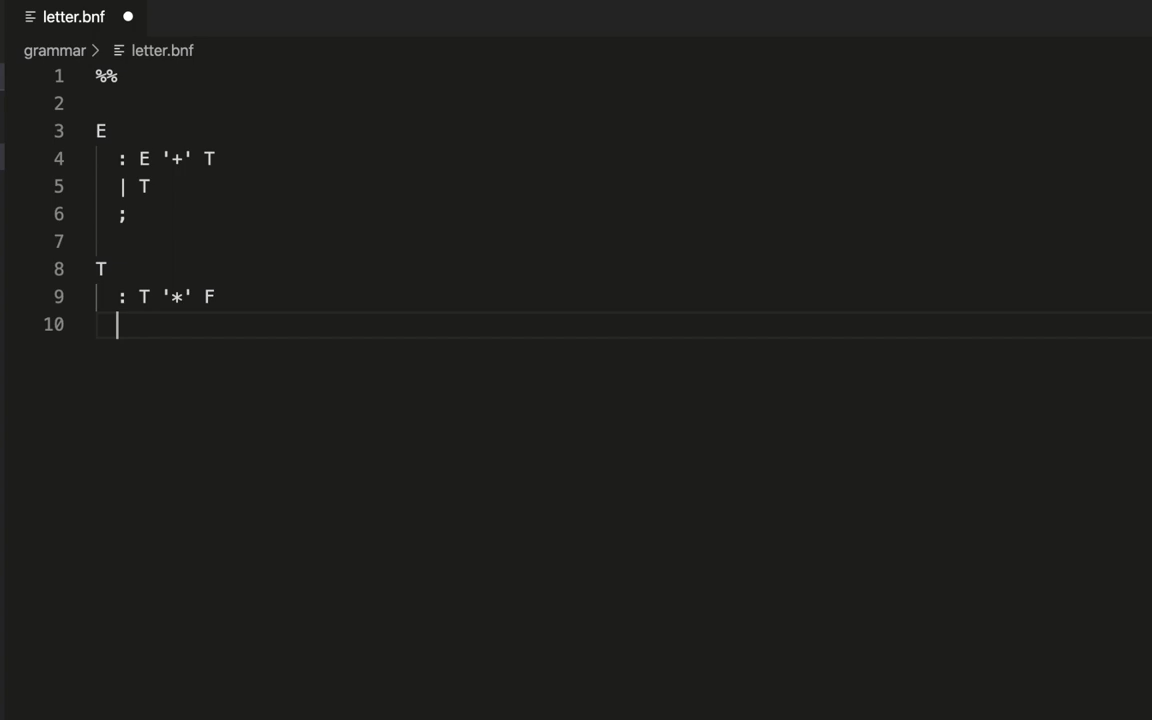 letter.bnf
grammar > letter.bnf
1 %%
2
3 E
4 : E '+' T
5 | T
6 ;
7
8 T
9 : T '*' F
10